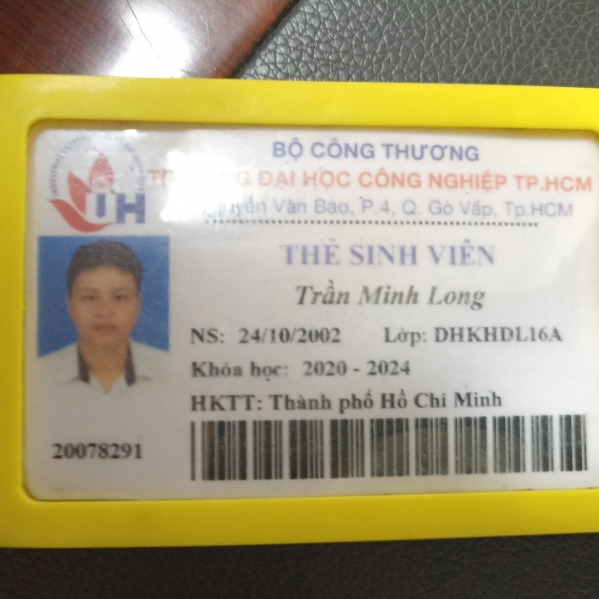 BỘ CÔNG THƯƠNG
ĐẠI HỌC CÔNG NGHIỆP TP.HCM
Văn Bảo, P.4, Q. Gò Vấp, Tp.HCM
THẺ SINH VIÊN
Trần Minh Long
NS: 24/10/2002 Lớp: DHKHDL16A
Khóa học: 2020 - 2024
HKTT: Thành phố Hồ Chí Minh
20078291